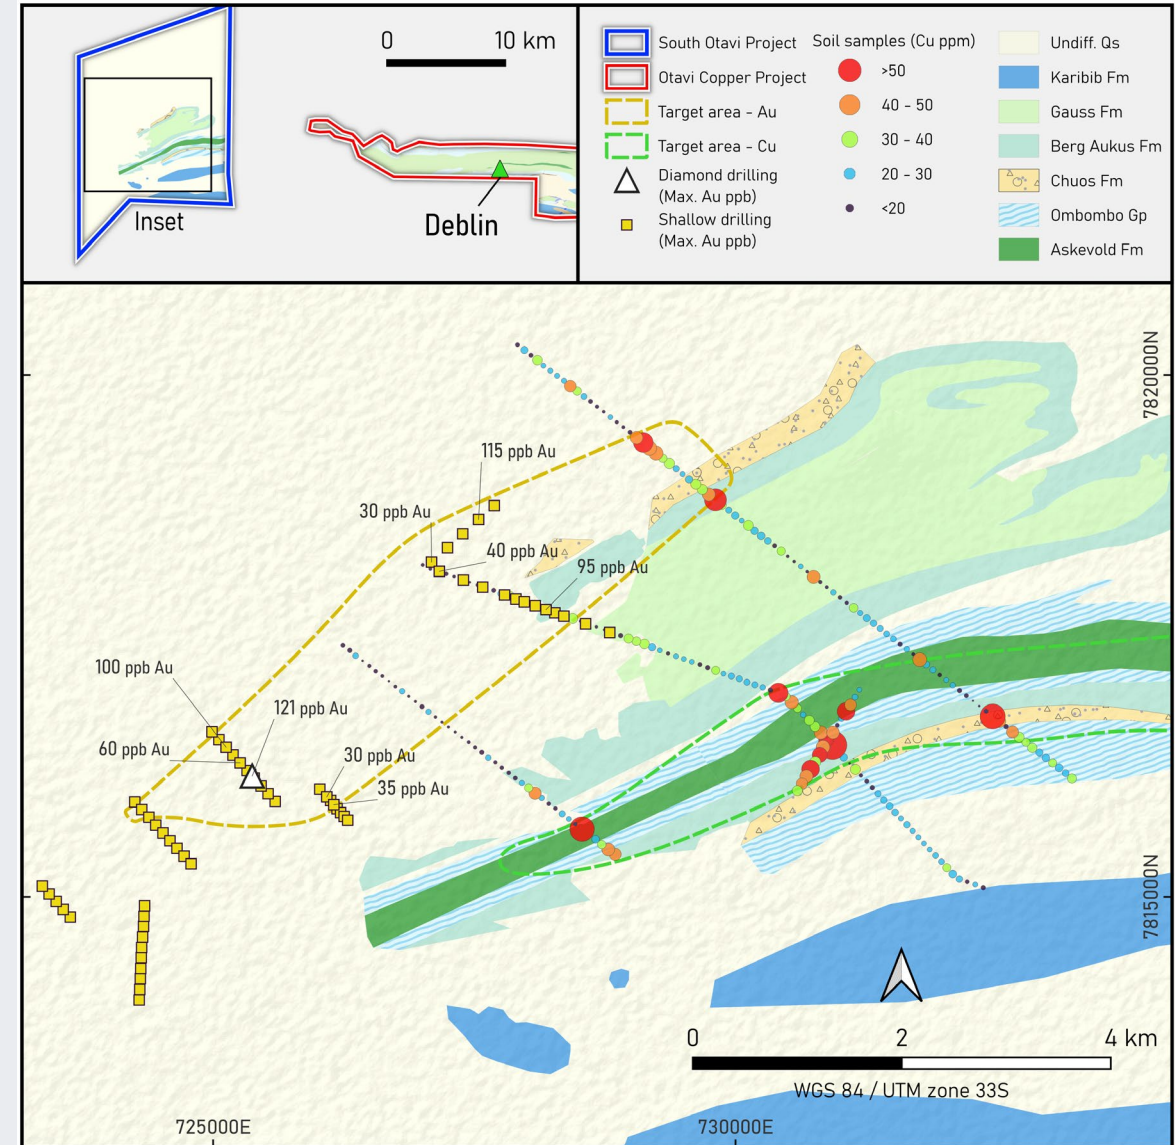 0
10 km
Inset
Deblin
South Otavi Project
Otavi Copper Project
Target area - Au
Target area - Cu
Diamond drilling
(Max. Au ppb)
Shallow drilling
(Max. Au ppb)
Soil samples (Cu ppm)
>50
40 - 50
30 - 40
20 - 30
<20
Undiff. Qs
Karibib Fm
Gauss Fm
Berg Aukus Fm
Chuos Fm
Ombombo Gp
Askevold Fm
7820000N
115 ppb Au
30 ppb Au
40 ppb Au
95 ppb Au
100 ppb Au
121 ppb Au
60 ppb Au
30 ppb Au
35 ppb Au
7815000N
0
2
4 km
WGS 84 / UTM zone 33S
725000E
730000E